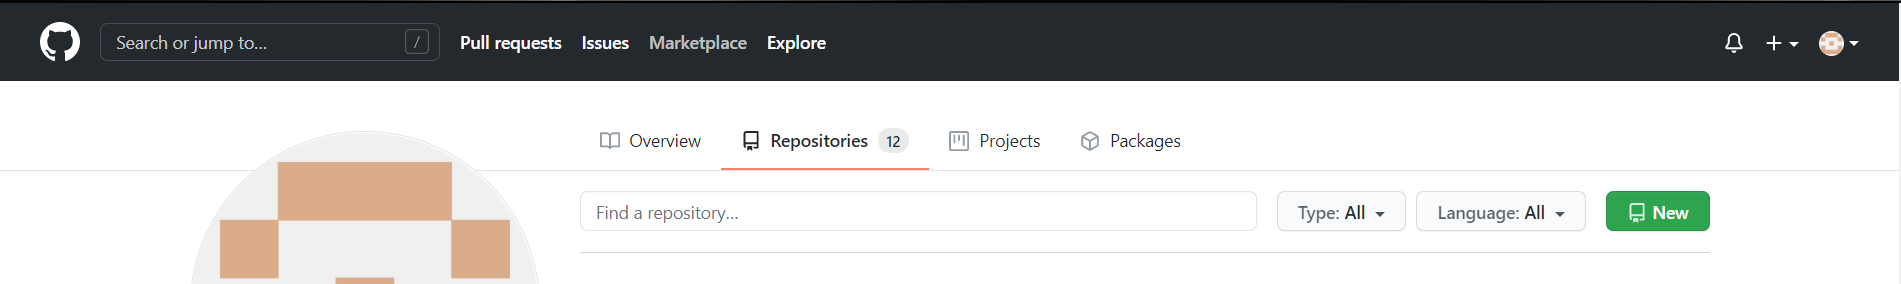 Search or jump to... / Pull requests Issues Marketplace Explore
Overview Repositories 12 Projects Packages
Find a repository... Type: All Language: All New